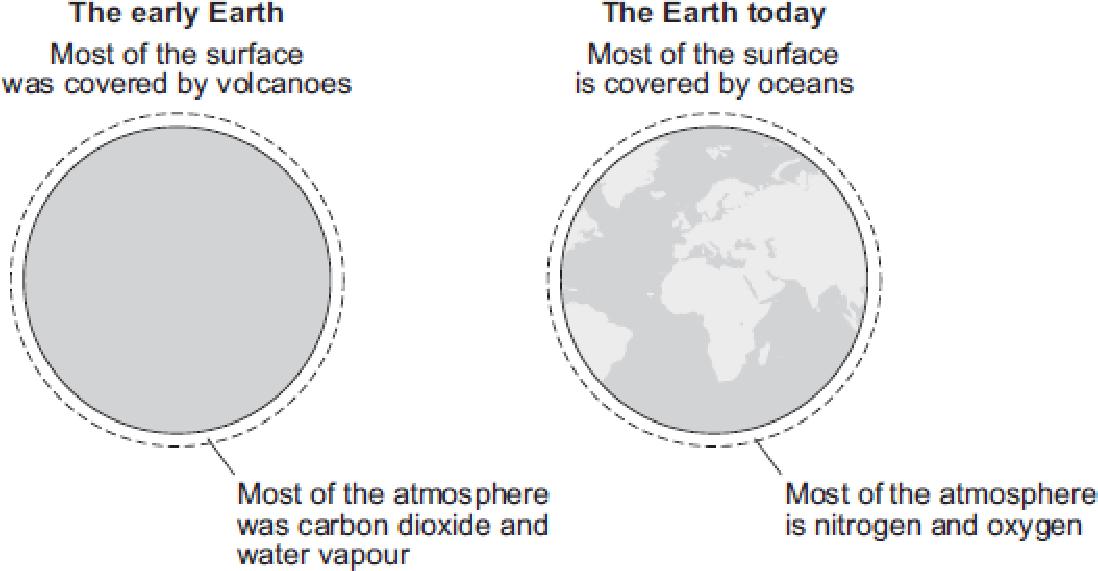 The early Earth
Most of the surface
was covered by volcanoes
Most of the atmosphere
was carbon dioxide and
water vapour
The Earth today
Most of the surface
is covered by oceans
Most of the atmosphere
is nitrogen and oxygen